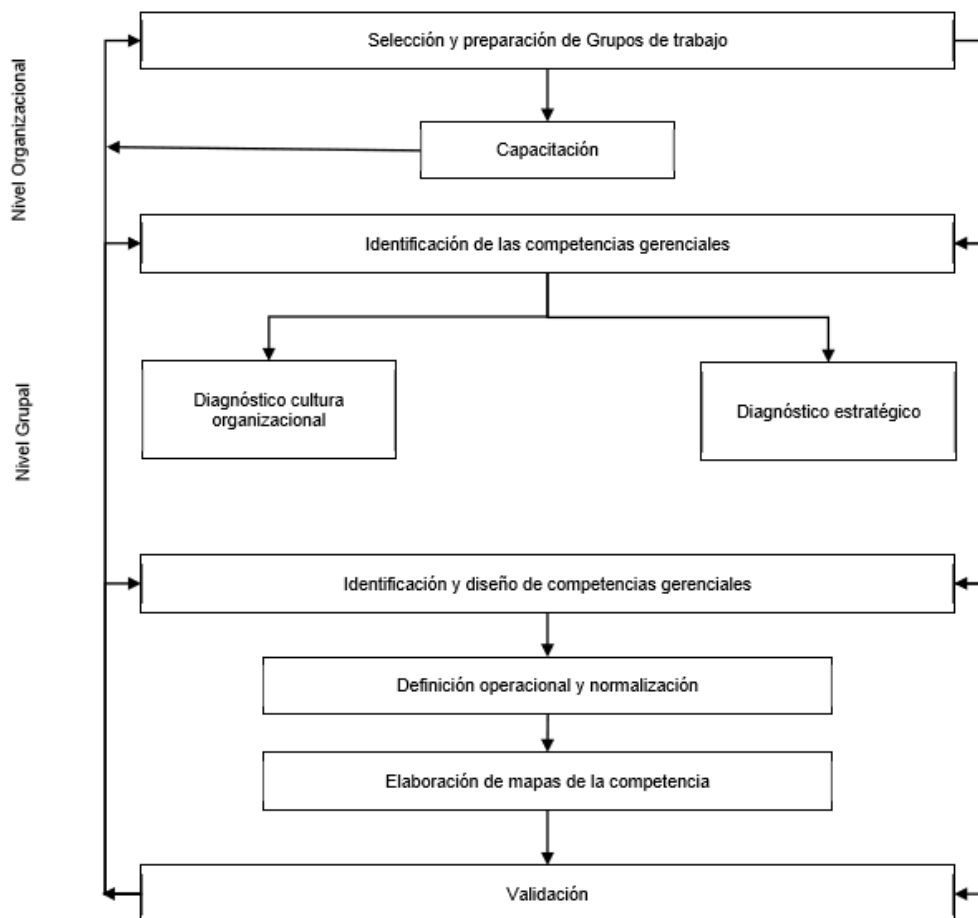 Selección y preparación de Grupos de trabajo
Nivel Organizacional
Capacitación
Identificación de las competencias gerenciales
Nivel Grupal
Diagnóstico cultura
organizacional
Diagnóstico estratégico
Identificación y diseño de competencias gerenciales
Definición operacional y normalización
Elaboración de mapas de la competencia
Validación